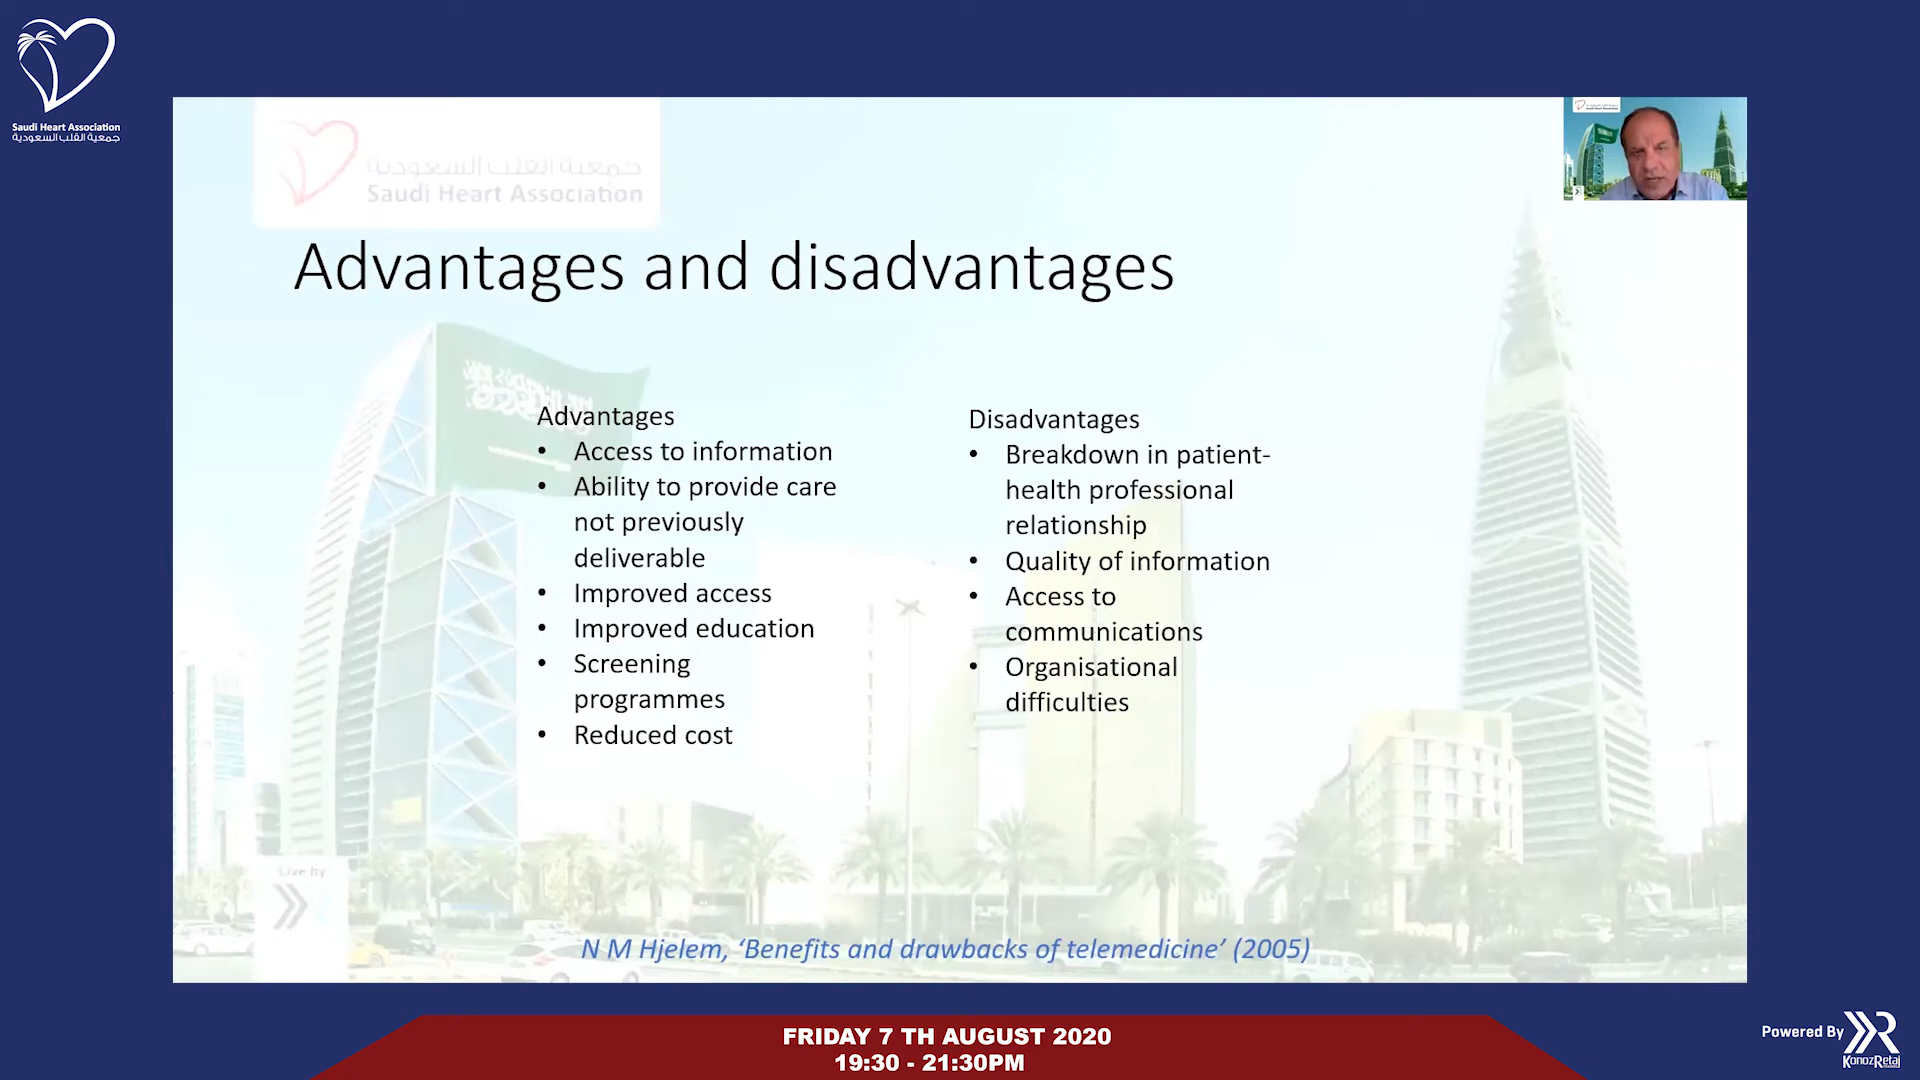 Saudi Heart Association
جمعية القلب السعودية
جمعية القلب السعودية
Saudi Heart Association
Advantages and disadvantages
Advantages
• Access to information
• Ability to provide care
not previously
deliverable
• Improved access
• Improved education
• Screening
programmes
• Reduced cost
Disadvantages
• Breakdown in patient-
health professional
relationship
• Quality of information
• Access to
communications
• Organisational
difficulties
Live by
N M Hjelem, ‘Benefits and drawbacks of telemedicine’ (2005)
FRIDAY 7 TH AUGUST 2020
19:30 - 21:30PM
Powered By
KonozRetaj